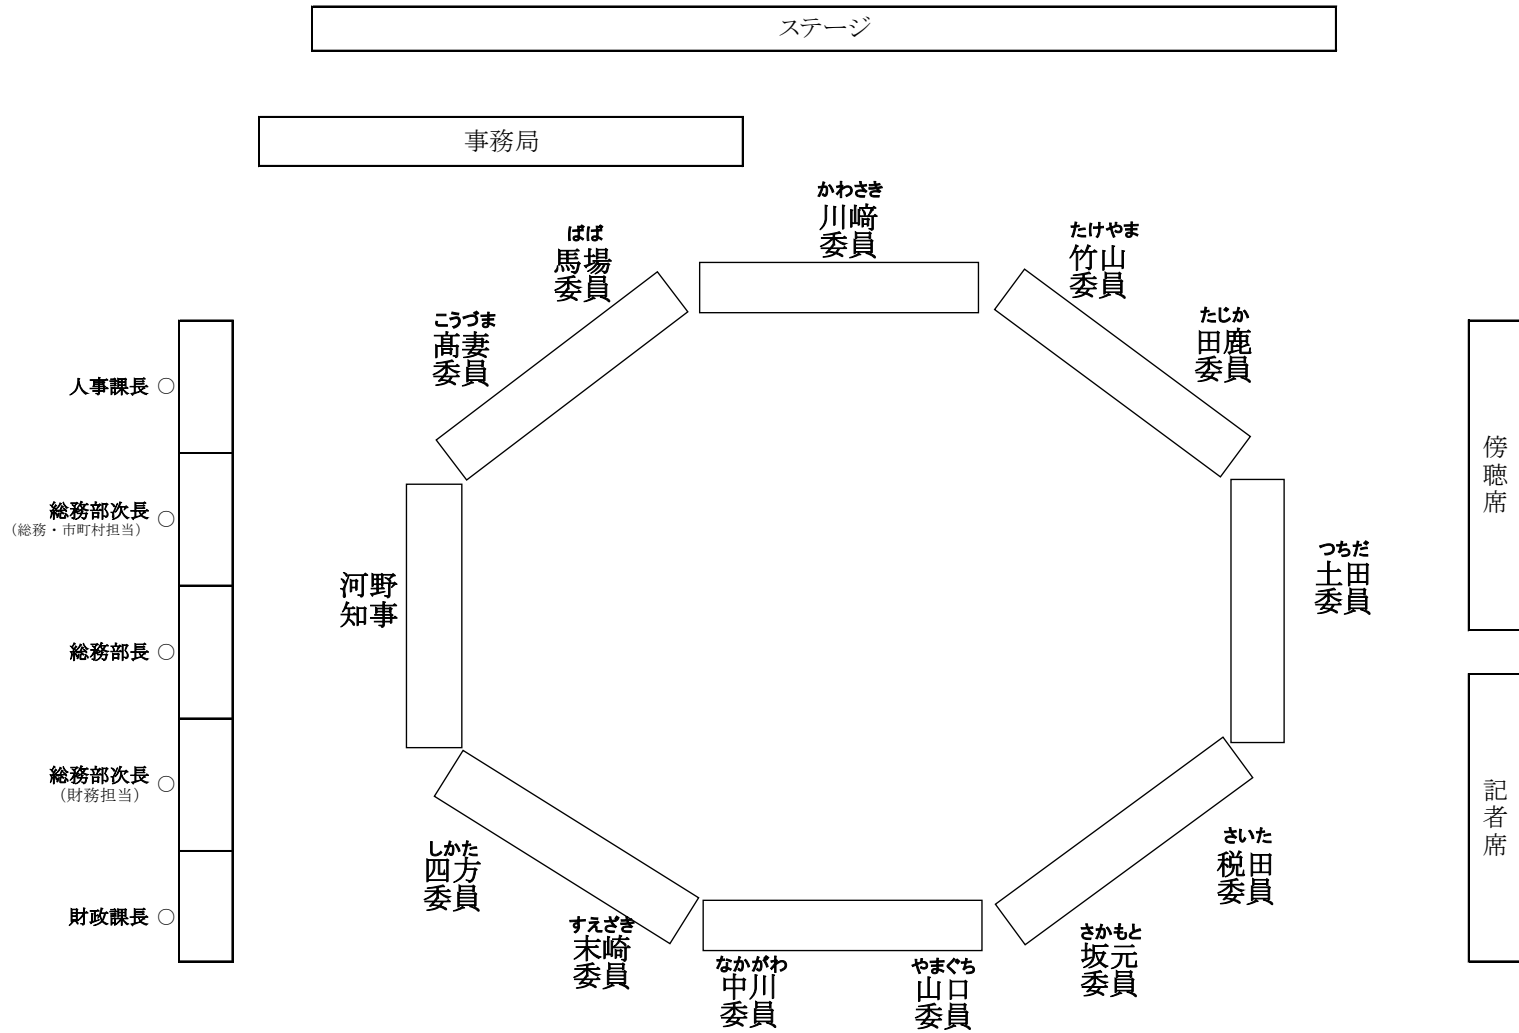 ステージ
事務局
かわさき
川﨑
委員
ばば
馬場
委員
たけやま
竹山
委員
こうづま
髙妻
委員
たじか
田鹿
委員
人事課長 〇
総務部次長 〇
（総務・市町村担当）
総務部長 〇
総務部次長 〇
（財務担当）
財政課長 〇
河野
知事
つちだ
土田
委員
傍聴席
記者席
しかた
四方
委員
さいた
税田
委員
すえざき
末崎
委員
さかもと
坂元
委員
なかがわ
中川
委員
やまぐち
山口
委員